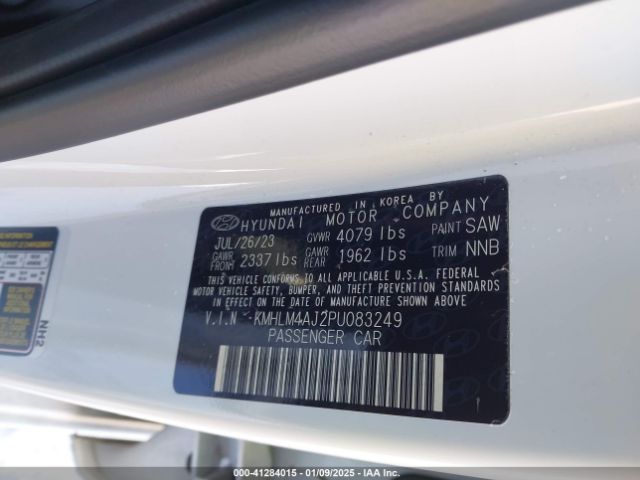 MANUFACTURED IN KOREA BY
HYUNDAI MOTOR COMPANY
JUL/26/23 GVWR 4079 lbs PAINT SAW
GAWR FRONT 2337 lbs GAWR REAR 1962 lbs TRIM NNB
THIS VEHICLE CONFORMS TO ALL APPLICABLE U.S.A. FEDERAL
MOTOR VEHICLE SAFETY, BUMPER, AND THEFT PREVENTION STANDARDS
IN EFFECT ON THE DATE OF MANUFACTURE SHOWN ABOVE.
V.I.N - KMHLM4AJ2PU083249
PASSENGER CAR
NH2
000-41284015 - 01/09/2025 - IAA Inc.